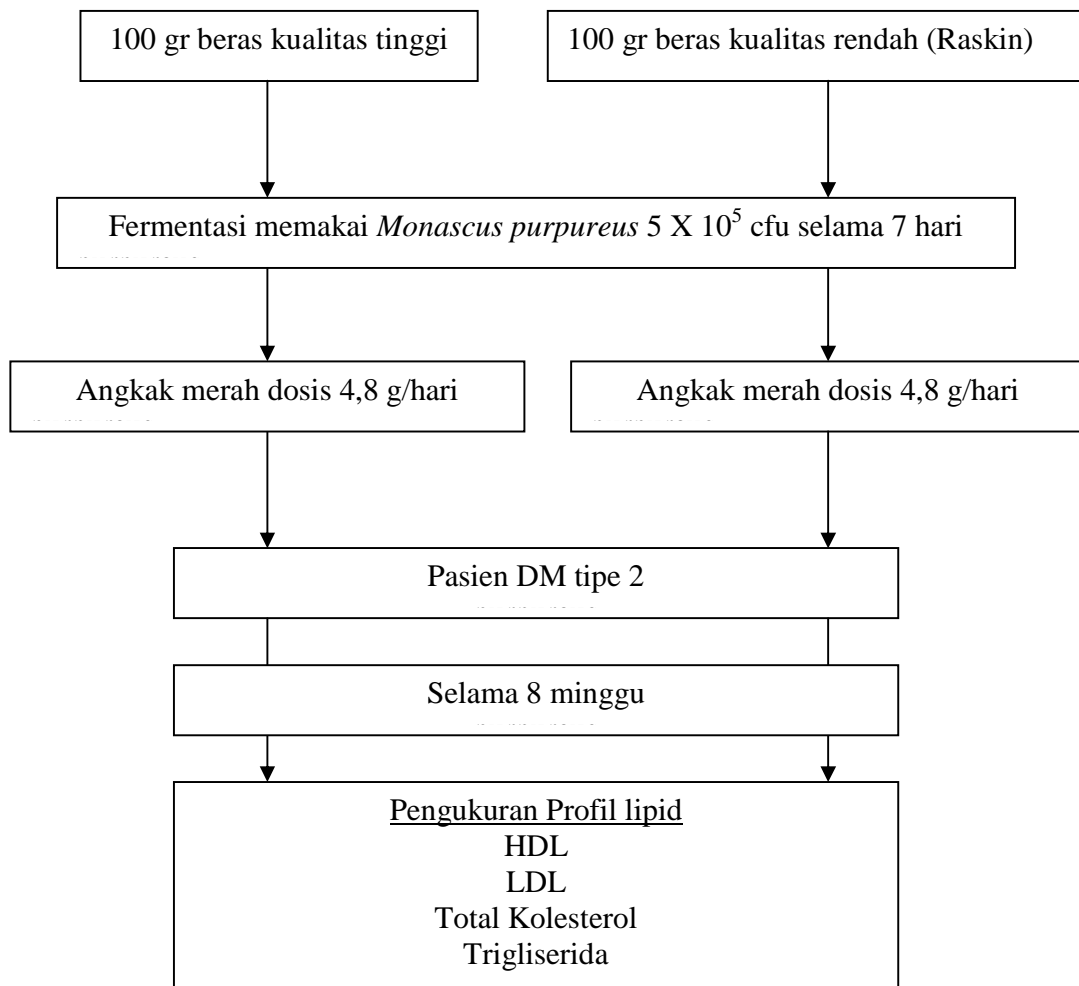 100 gr beras kualitas tinggi
100 gr beras kualitas rendah (Raskin)
Fermentasi memakai Monascus purpureus 5 X 10⁵ cfu selama 7 hari
Angkak merah dosis 4,8 g/hari
Angkak merah dosis 4,8 g/hari
Pasien DM tipe 2
Selama 8 minggu
Pengukuran Profil lipid
HDL
LDL
Total Kolesterol
Trigliserida